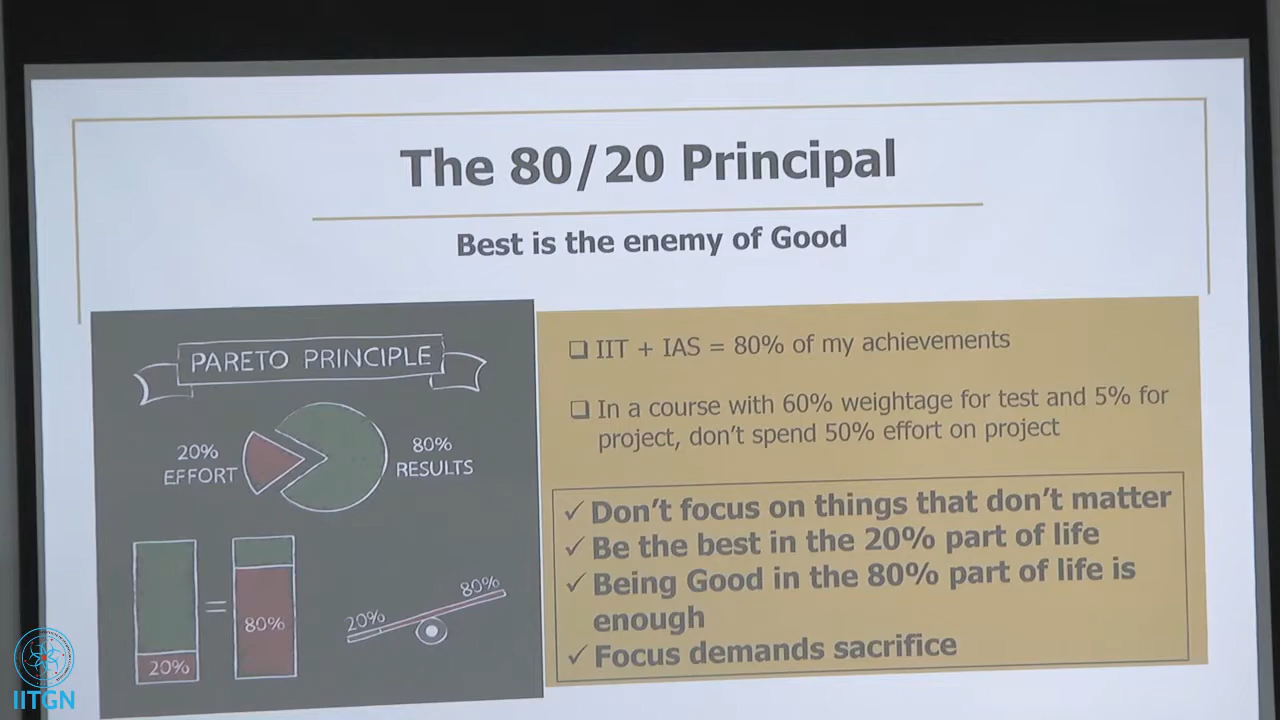 The 80/20 Principal
Best is the enemy of Good
PARETO PRINCIPLE
20%
EFFORT
80%
RESULTS
20%
=
80%
20%
80%
❑ IIT + IAS = 80% of my achievements
❑ In a course with 60% weightage for test and 5% for
project, don't spend 50% effort on project
✓ Don't focus on things that don't matter
✓ Be the best in the 20% part of life
✓ Being Good in the 80% part of life is
enough
✓ Focus demands sacrifice
IITGN